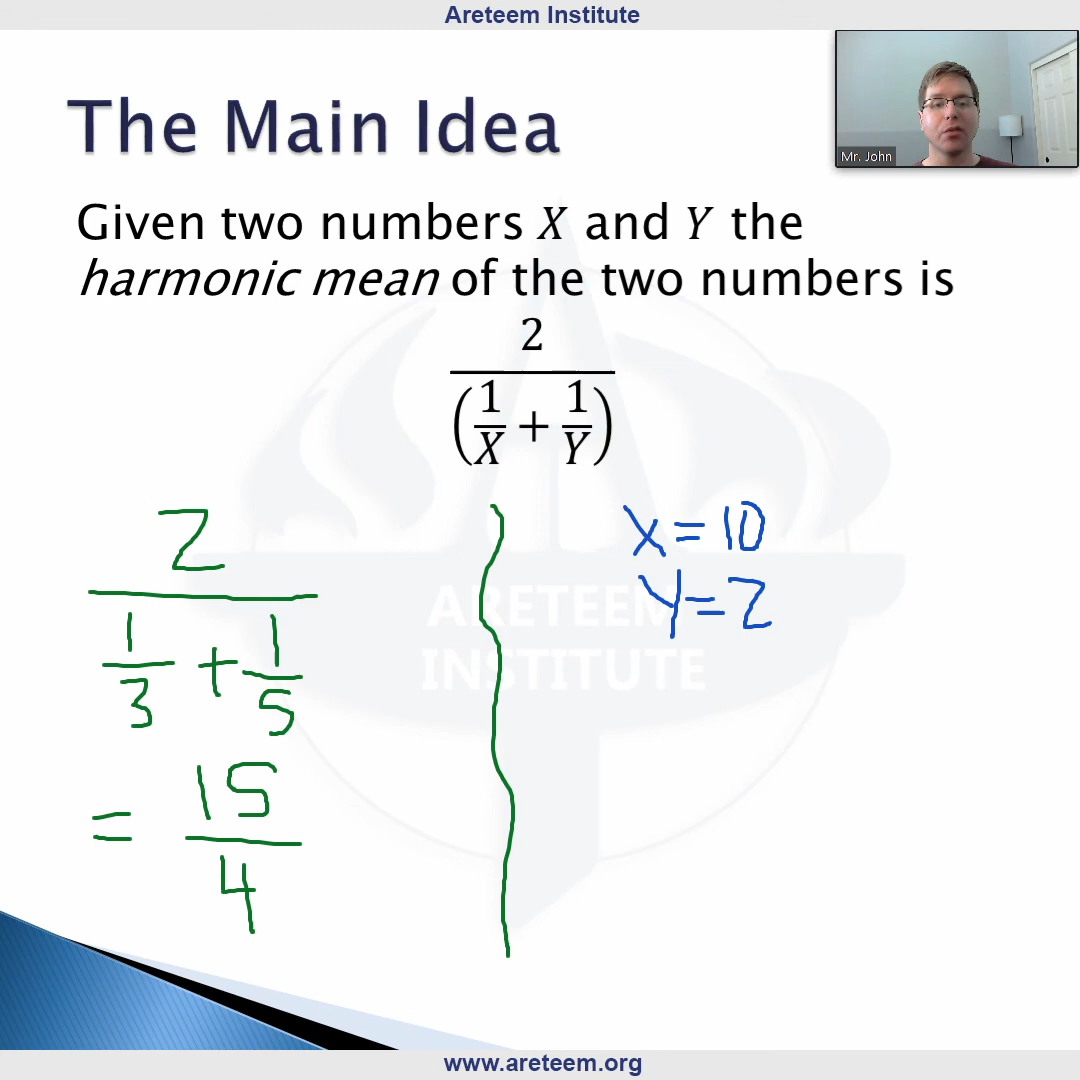 Areteem Institute
The Main Idea
Mr. John
Given two numbers X and Y the
harmonic mean of the two numbers is
2
(1/X + 1/Y)
2
1/3 + 1/5
= 15/4
x = 10
y = 2
ARETEEM
INSTITUTE
www.areteem.org